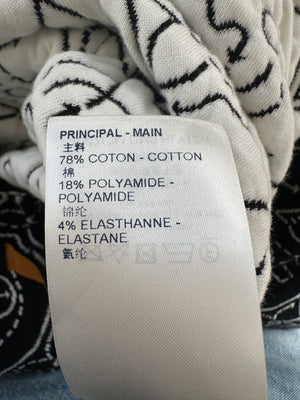 PRINCIPAL - MAIN
主料
78% COTON - COTTON
棉
18% POLYAMIDE -
POLYAMIDE
锦纶
4% ELASTHANNE -
ELASTANE
氨纶